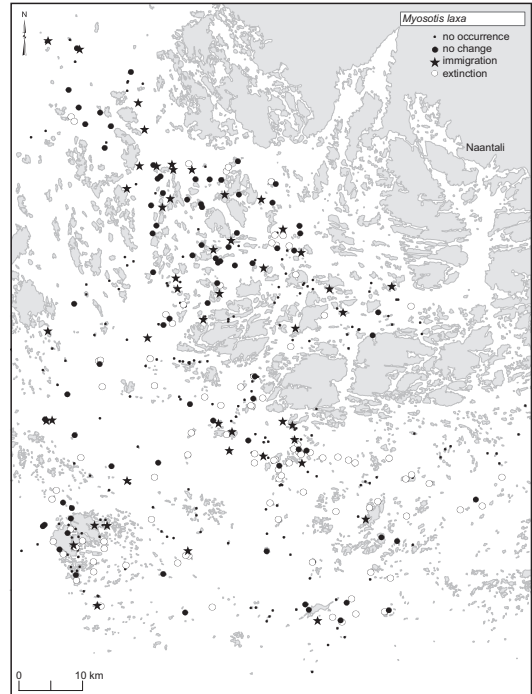 N
Myosotis laxa
no occurrence
no change
immigration
extinction
Naantali
0 10 km